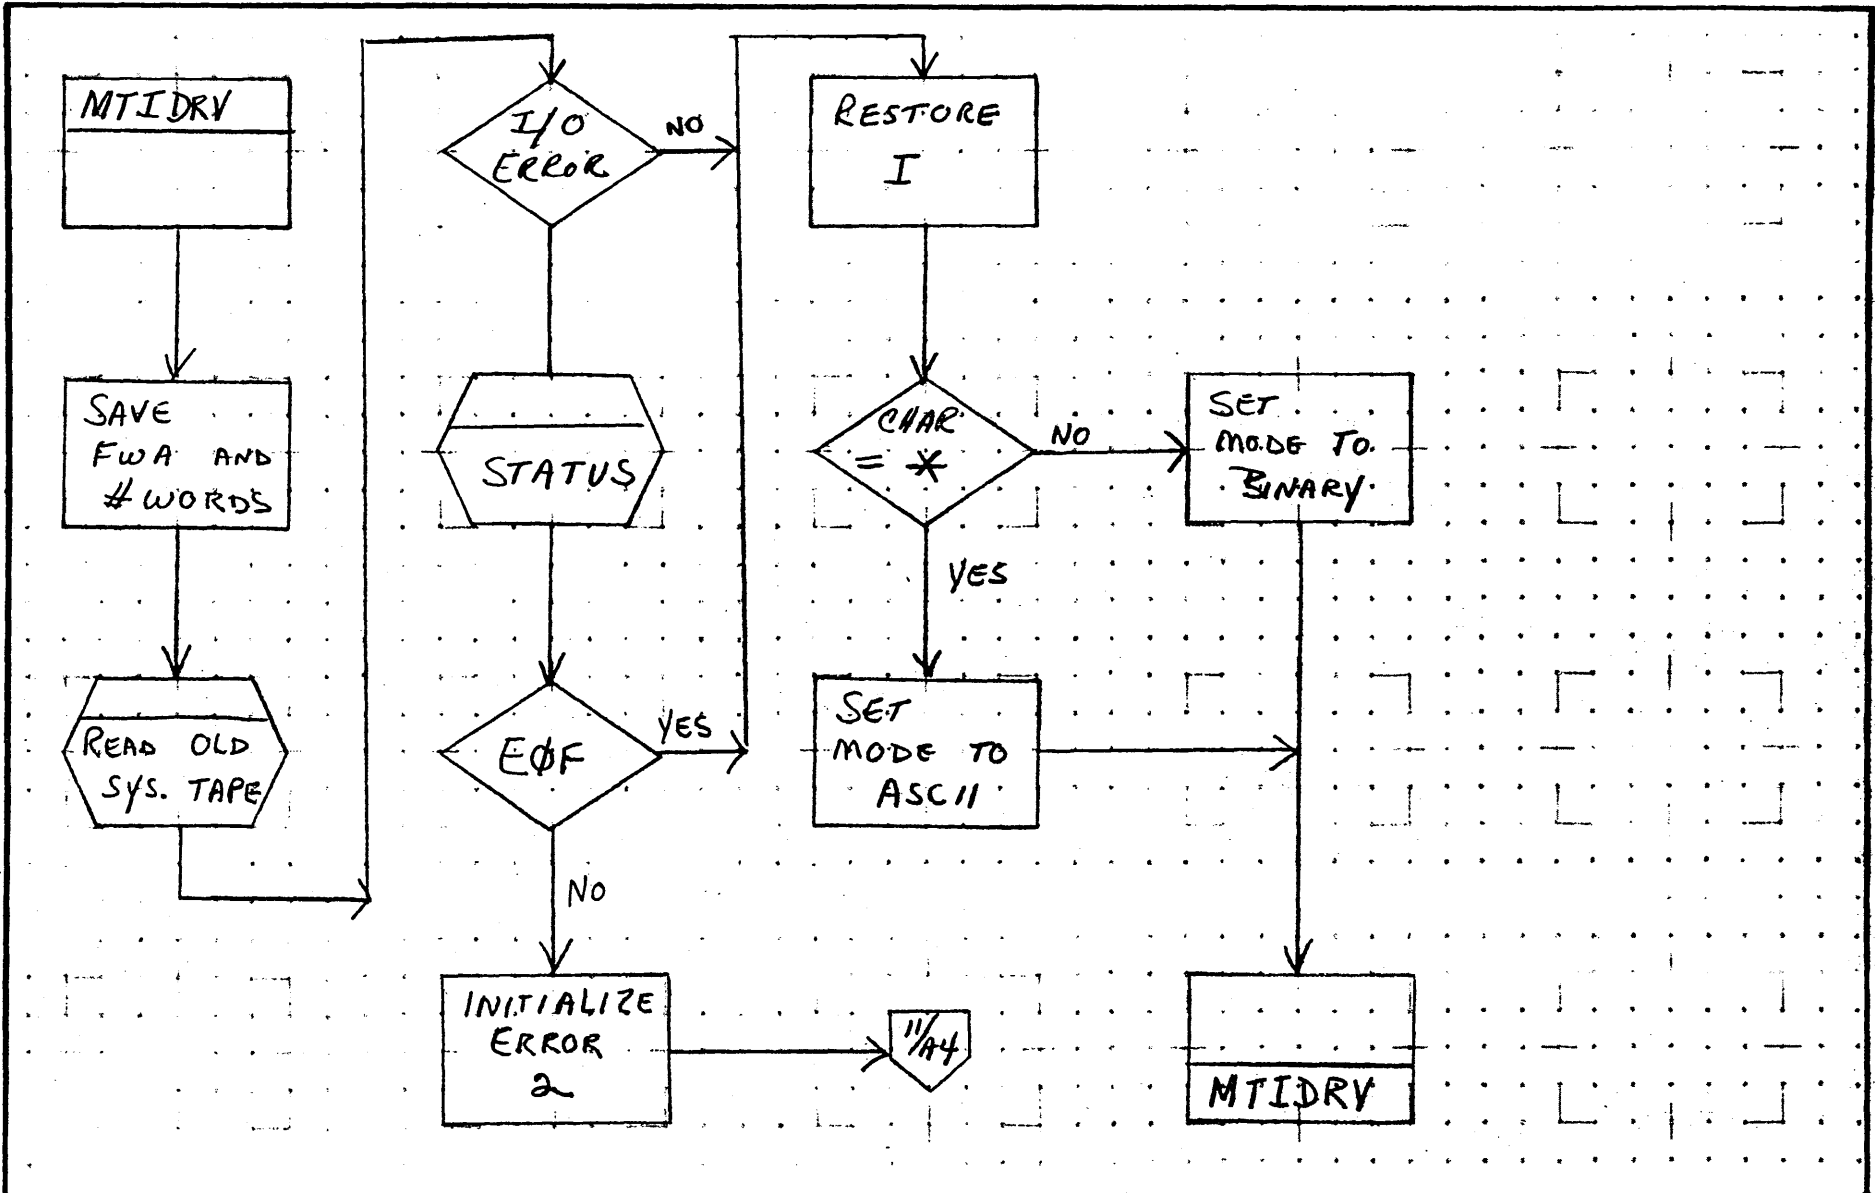 MTIDRV
SAVE
FWA AND
# WORDS
READ OLD
SYS. TAPE
I/O
ERROR
NO
STATUS
EØF
YES
NO
INITIALIZE
ERROR
2
11/A4
RESTORE
I
CHAR
= *
NO
YES
SET
MODE TO
ASCII
SET
MODE TO
BINARY
MTIDRV